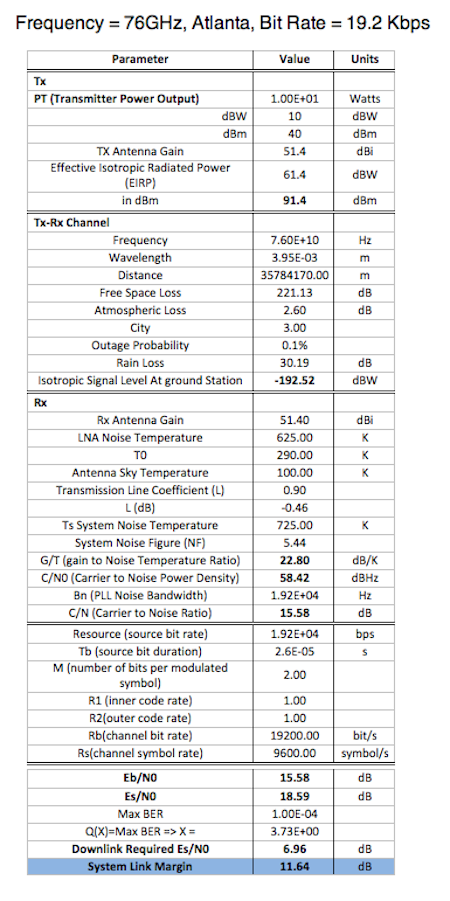 Frequency = 76GHz, Atlanta, Bit Rate = 19.2 Kbps
Parameter Value Units
Tx
PT (Transmitter Power Output) 1.00E+01 Watts
dBW 10 dBW
dBm 40 dBm
TX Antenna Gain 51.4 dBi
Effective Isotropic Radiated Power
(EIRP) 61.4 dBW
in dBm 91.4 dBm
Tx-Rx Channel
Frequency 7.60E+10 Hz
Wavelength 3.95E-03 m
Distance 35784170.00 m
Free Space Loss 221.13 dB
Atmospheric Loss 2.60 dB
City 3.00
Outage Probability 0.1%
Rain Loss 30.19 dB
Isotropic Signal Level At ground Station -192.52 dBW
Rx
Rx Antenna Gain 51.40 dBi
LNA Noise Temperature 625.00 K
T0 290.00 K
Antenna Sky Temperature 100.00 K
Transmission Line Coefficient (L) 0.90
L (dB) -0.46
Ts System Noise Temperature 725.00 K
System Noise Figure (NF) 5.44
G/T (gain to Noise Temperature Ratio) 22.80 dB/K
C/N0 (Carrier to Noise Power Density) 58.42 dBHz
Bn (PLL Noise Bandwidth) 1.92E+04 Hz
C/N (Carrier to Noise Ratio) 15.58 dB
Resource (source bit rate) 1.92E+04 bps
Tb (source bit duration) 2.6E-05 s
M (number of bits per modulated
symbol) 2.00
R1 (inner code rate) 1.00
R2(outer code rate) 1.00
Rb(channel bit rate) 19200.00 bit/s
Rs(channel symbol rate) 9600.00 symbol/s
Eb/N0 15.58 dB
Es/N0 18.59 dB
Max BER 1.00E-04
Q(X)=Max BER => X = 3.73E+00
Downlink Required Es/N0 6.96 dB
System Link Margin 11.64 dB